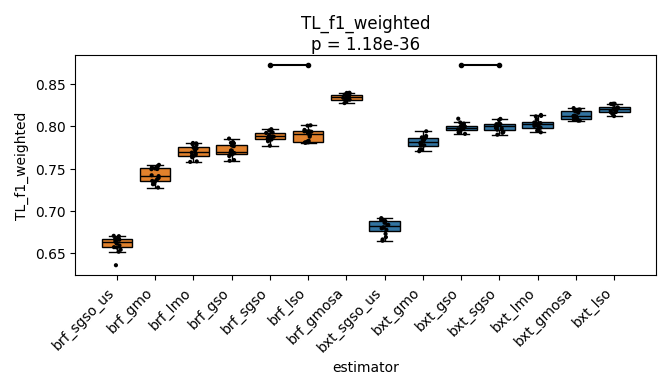 TL_f1_weighted
p = 1.18e-36
TL_f1_weighted
0.85
0.80
0.75
0.70
0.65
brf_sgso_us
brf_gmo
brf_lmo
brf_gso
brf_sgso
brf_lso
brf_gmosa
bxt_sgso_us
bxt_gmo
bxt_gso
bxt_sgso
bxt_lmo
bxt_gmosa
bxt_lso
estimator